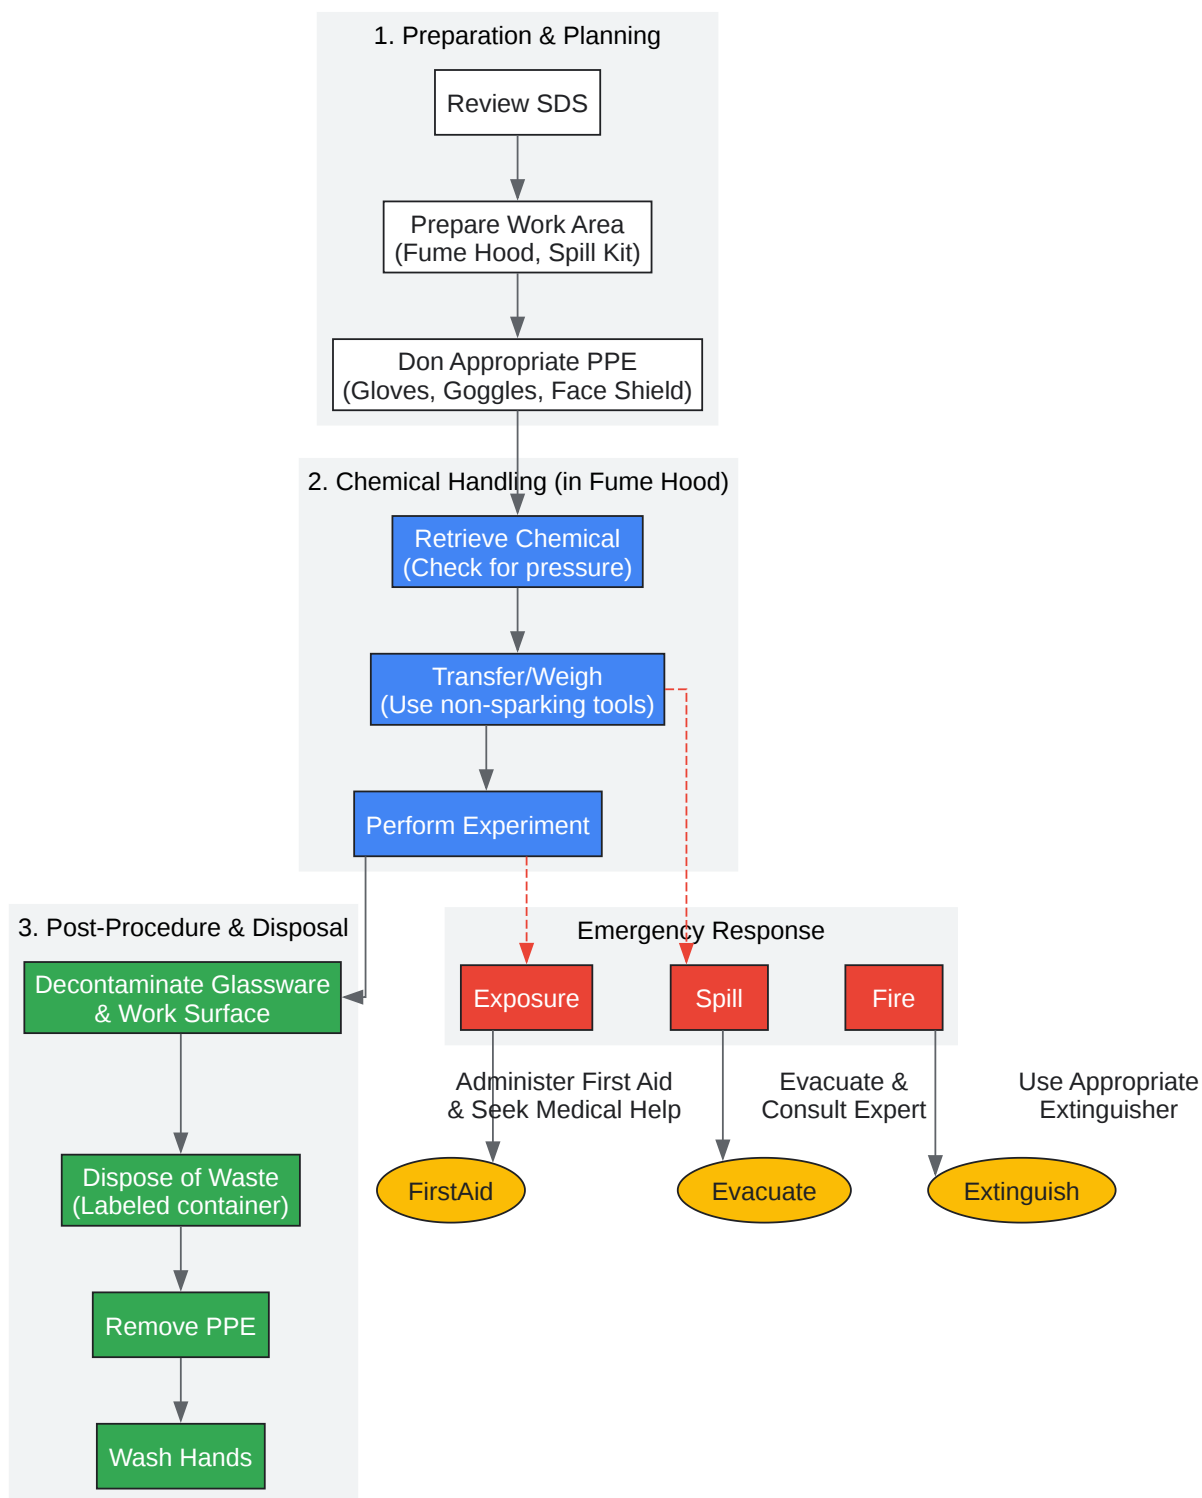 1. Preparation & Planning
Review SDS
Prepare Work Area
(Fume Hood, Spill Kit)
Don Appropriate PPE
(Gloves, Goggles, Face Shield)
2. Chemical Handling (in Fume Hood)
Retrieve Chemical
(Check for pressure)
Transfer/Weigh
(Use non-sparking tools)
Perform Experiment
3. Post-Procedure & Disposal
Decontaminate Glassware
& Work Surface
Dispose of Waste
(Labeled container)
Remove PPE
Wash Hands
Emergency Response
Exposure
Spill
Fire
Administer First Aid
& Seek Medical Help
Evacuate &
Consult Expert
Use Appropriate
Extinguisher
FirstAid
Evacuate
Extinguish